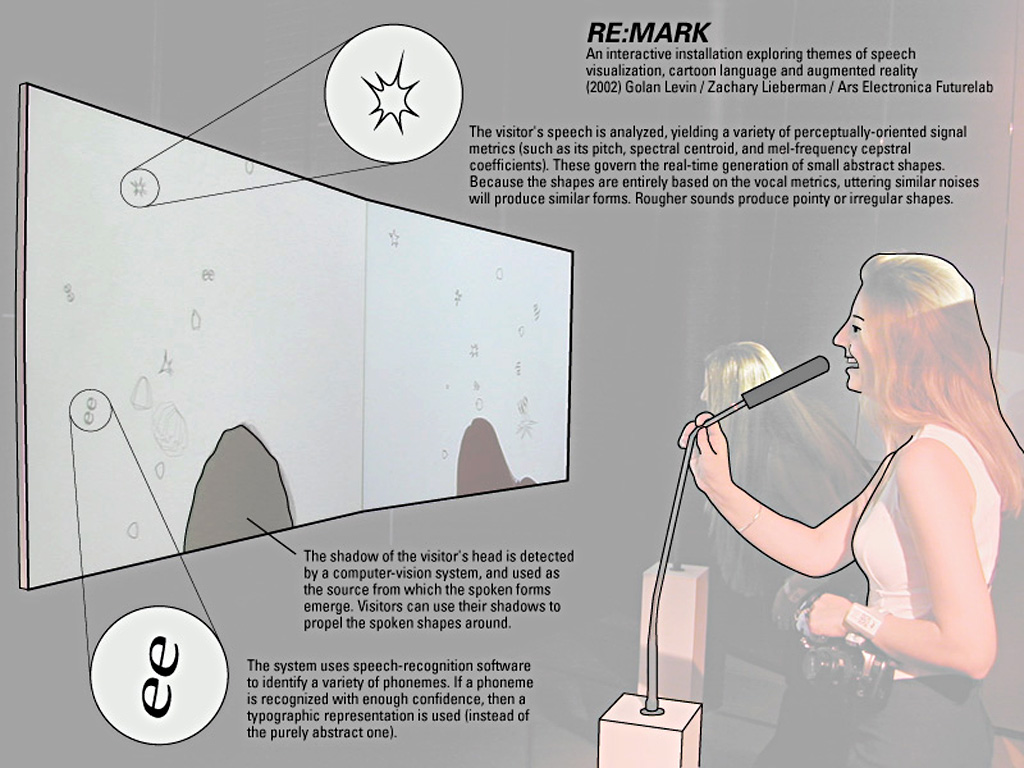 RE:MARK
An interactive installation exploring themes of speech
visualization, cartoon language and augmented reality
(2002) Golan Levin / Zachary Lieberman / Ars Electronica Futurelab
The visitor's speech is analyzed, yielding a variety of perceptually-oriented signal
metrics (such as its pitch, spectral centroid, and mel-frequency cepstral
coefficients). These govern the real-time generation of small abstract shapes.
Because the shapes are entirely based on the vocal metrics, uttering similar noises
will produce similar forms. Rougher sounds produce pointy or irregular shapes.
ee
ee
The shadow of the visitor's head is detected
by a computer-vision system, and used as
the source from which the spoken forms
emerge. Visitors can use their shadows to
propel the spoken shapes around.
ee
The system uses speech-recognition software
to identify a variety of phonemes. If a phoneme
is recognized with enough confidence, then a
typographic representation is used (instead of
the purely abstract one).